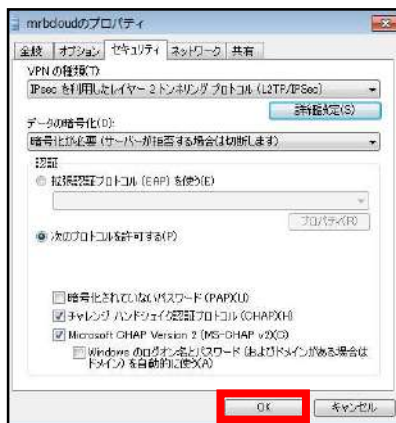 mrbcloudのプロパティ
全般 オプション セキュリティ ネットワーク 共有
VPN の種類(T):
IPsec を利用したレイヤー 2 トンネリング プロトコル (L2TP/IPSec)
詳細設定(S)
データの暗号化(D):
暗号化が必要 (サーバーが拒否する場合は切断します)
認証
拡張認証プロトコル (EAP) を使う(E)
プロパティ(R)
次のプロトコルを許可する(P)
暗号化されていないパスワード (PAP)(U)
チャレンジ ハンドシェイク認証プロトコル (CHAP)(H)
Microsoft CHAP Version 2 (MS-CHAP v2)(C)
Windows のログオン名とパスワード (およびドメインがある場合は
ドメイン) を自動的に使う(A)
OK キャンセル